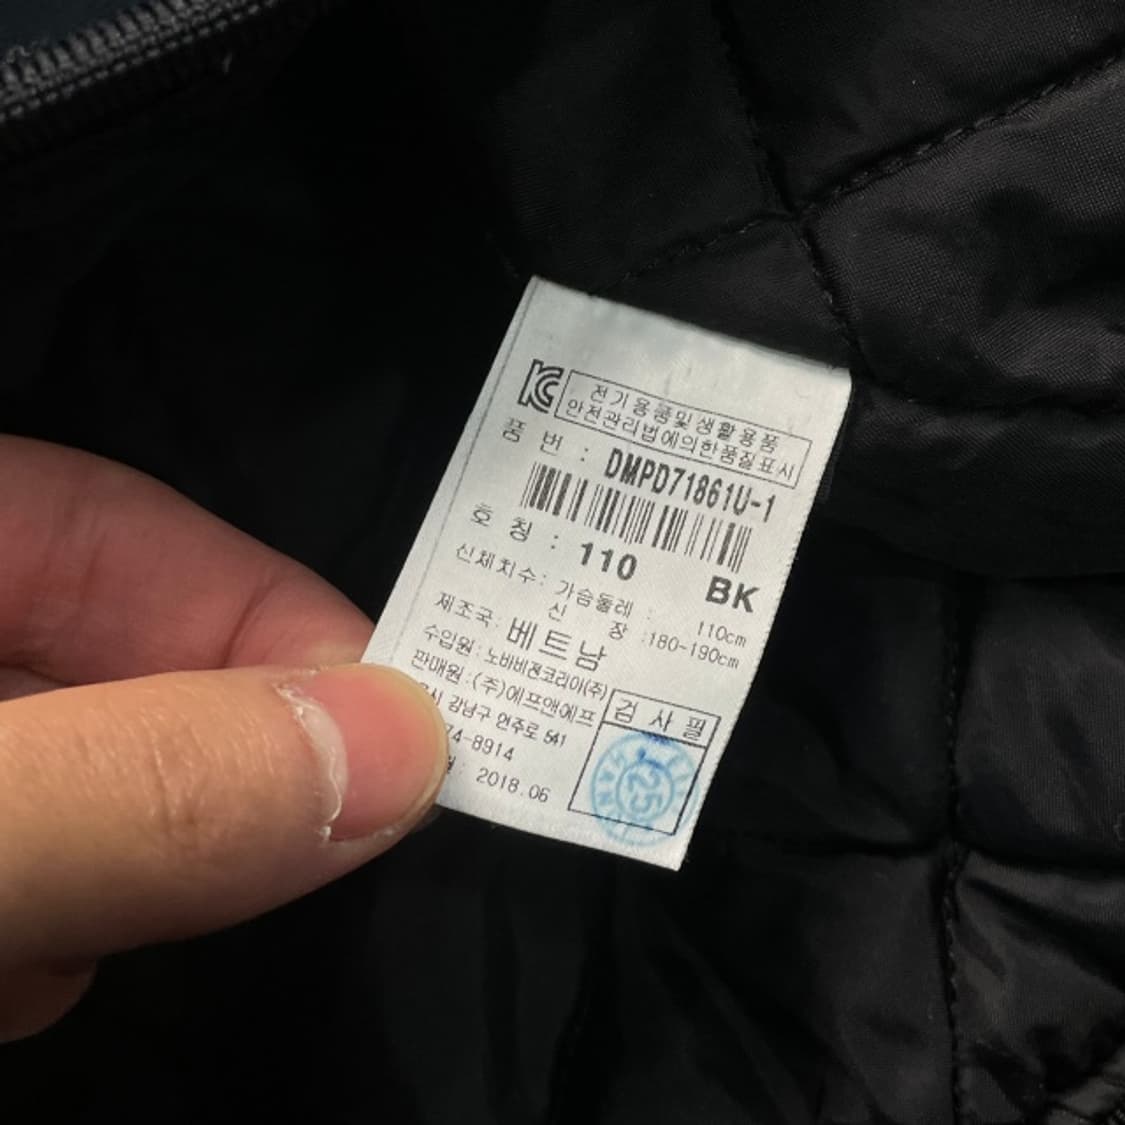 전기용품및생활용품
안전관리법에의한품질표시
품 번 : DMPD71861U-1
호 칭 : 110 BK
신체치수: 가슴둘레 : 110cm
신 장 :180-190cm
제조국: 베트남
수입원: 노바비젼코리아(주)
판매원:(주)에프앤에프
강남구 언주로 541
74-8914
2018.06
검 사 필
25